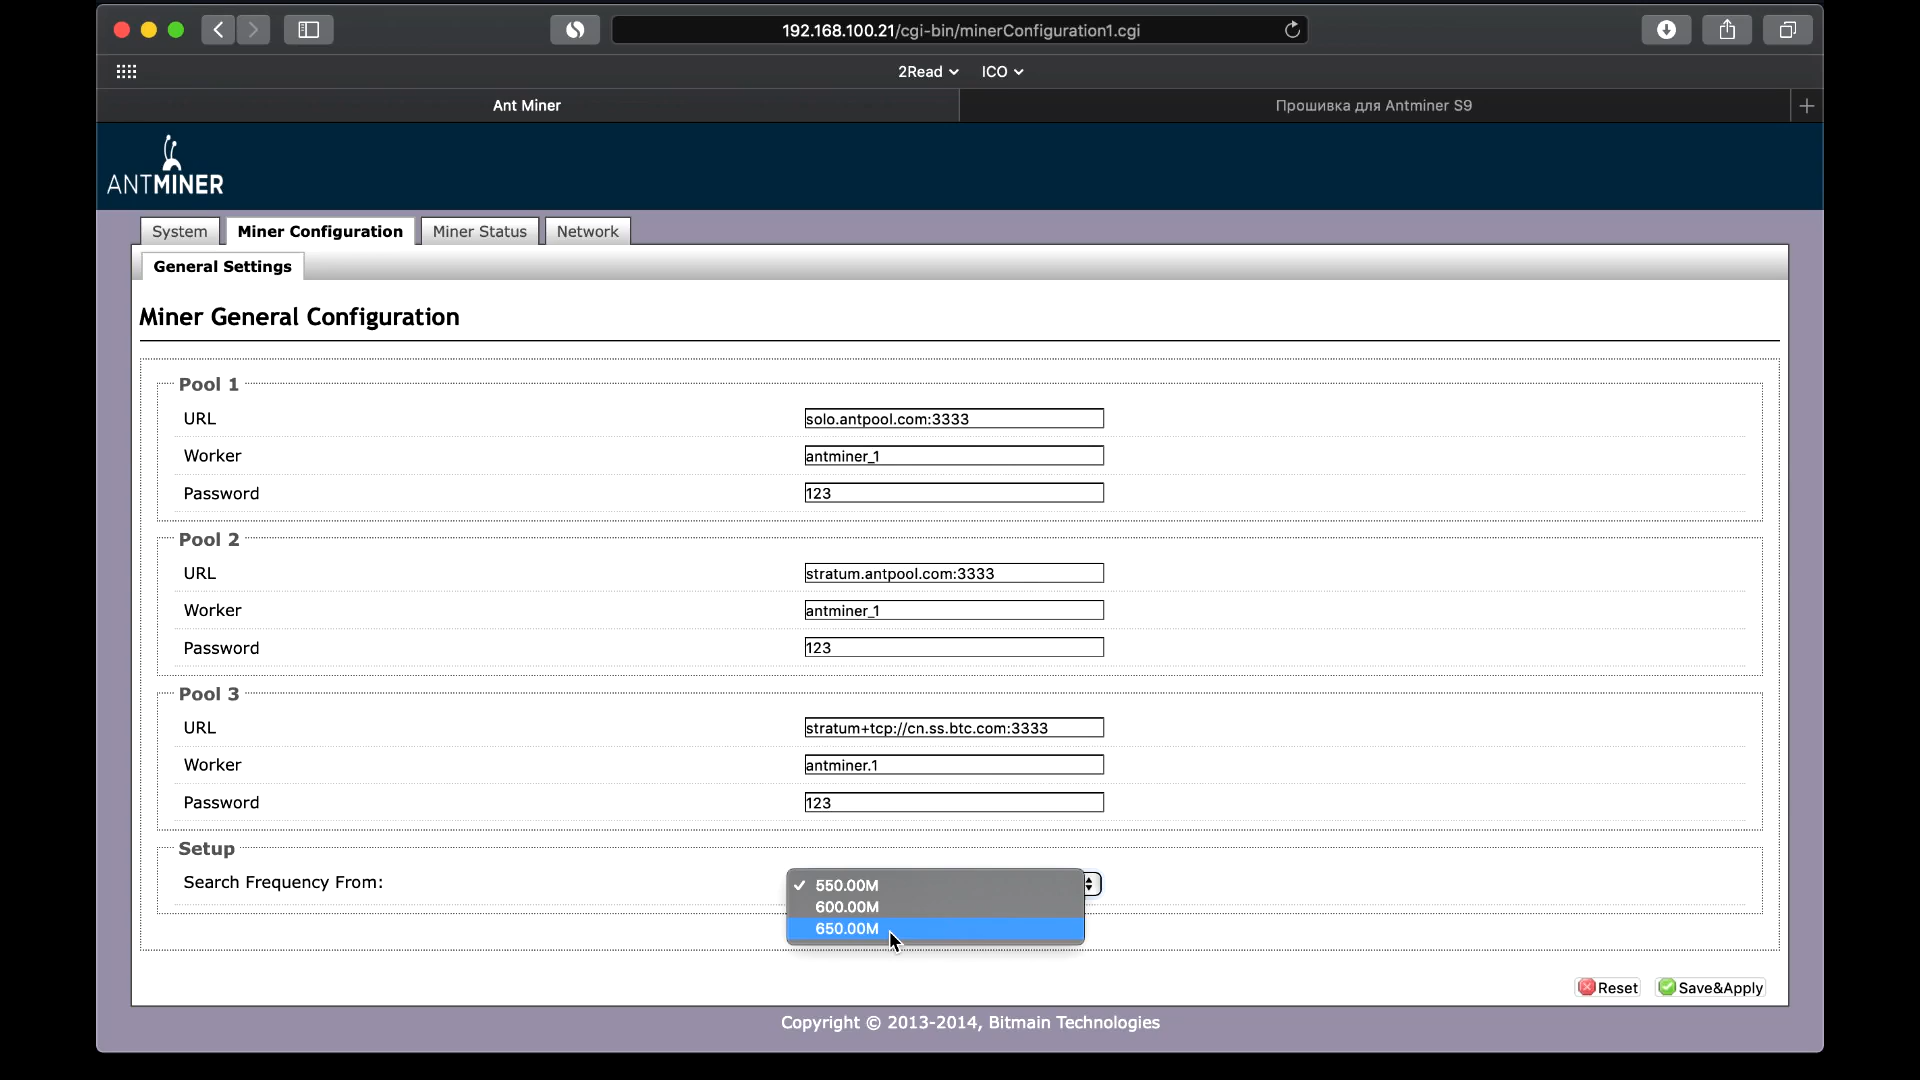 192.168.100.21/cgi-bin/minerConfiguration1.cgi
2Read ICO
Ant Miner
Прошивка для Antminer S9
ANTMINER
System
Miner Configuration
Miner Status
Network
General Settings
Miner General Configuration
Pool 1
URL
solo.antpool.com:3333
Worker
antminer_1
Password
123
Pool 2
URL
stratum.antpool.com:3333
Worker
antminer_1
Password
123
Pool 3
URL
stratum+tcp://cn.ss.btc.com:3333
Worker
antminer.1
Password
123
Setup
Search Frequency From:
550.00M
600.00M
650.00M
Reset
Save&Apply
Copyright © 2013-2014, Bitmain Technologies